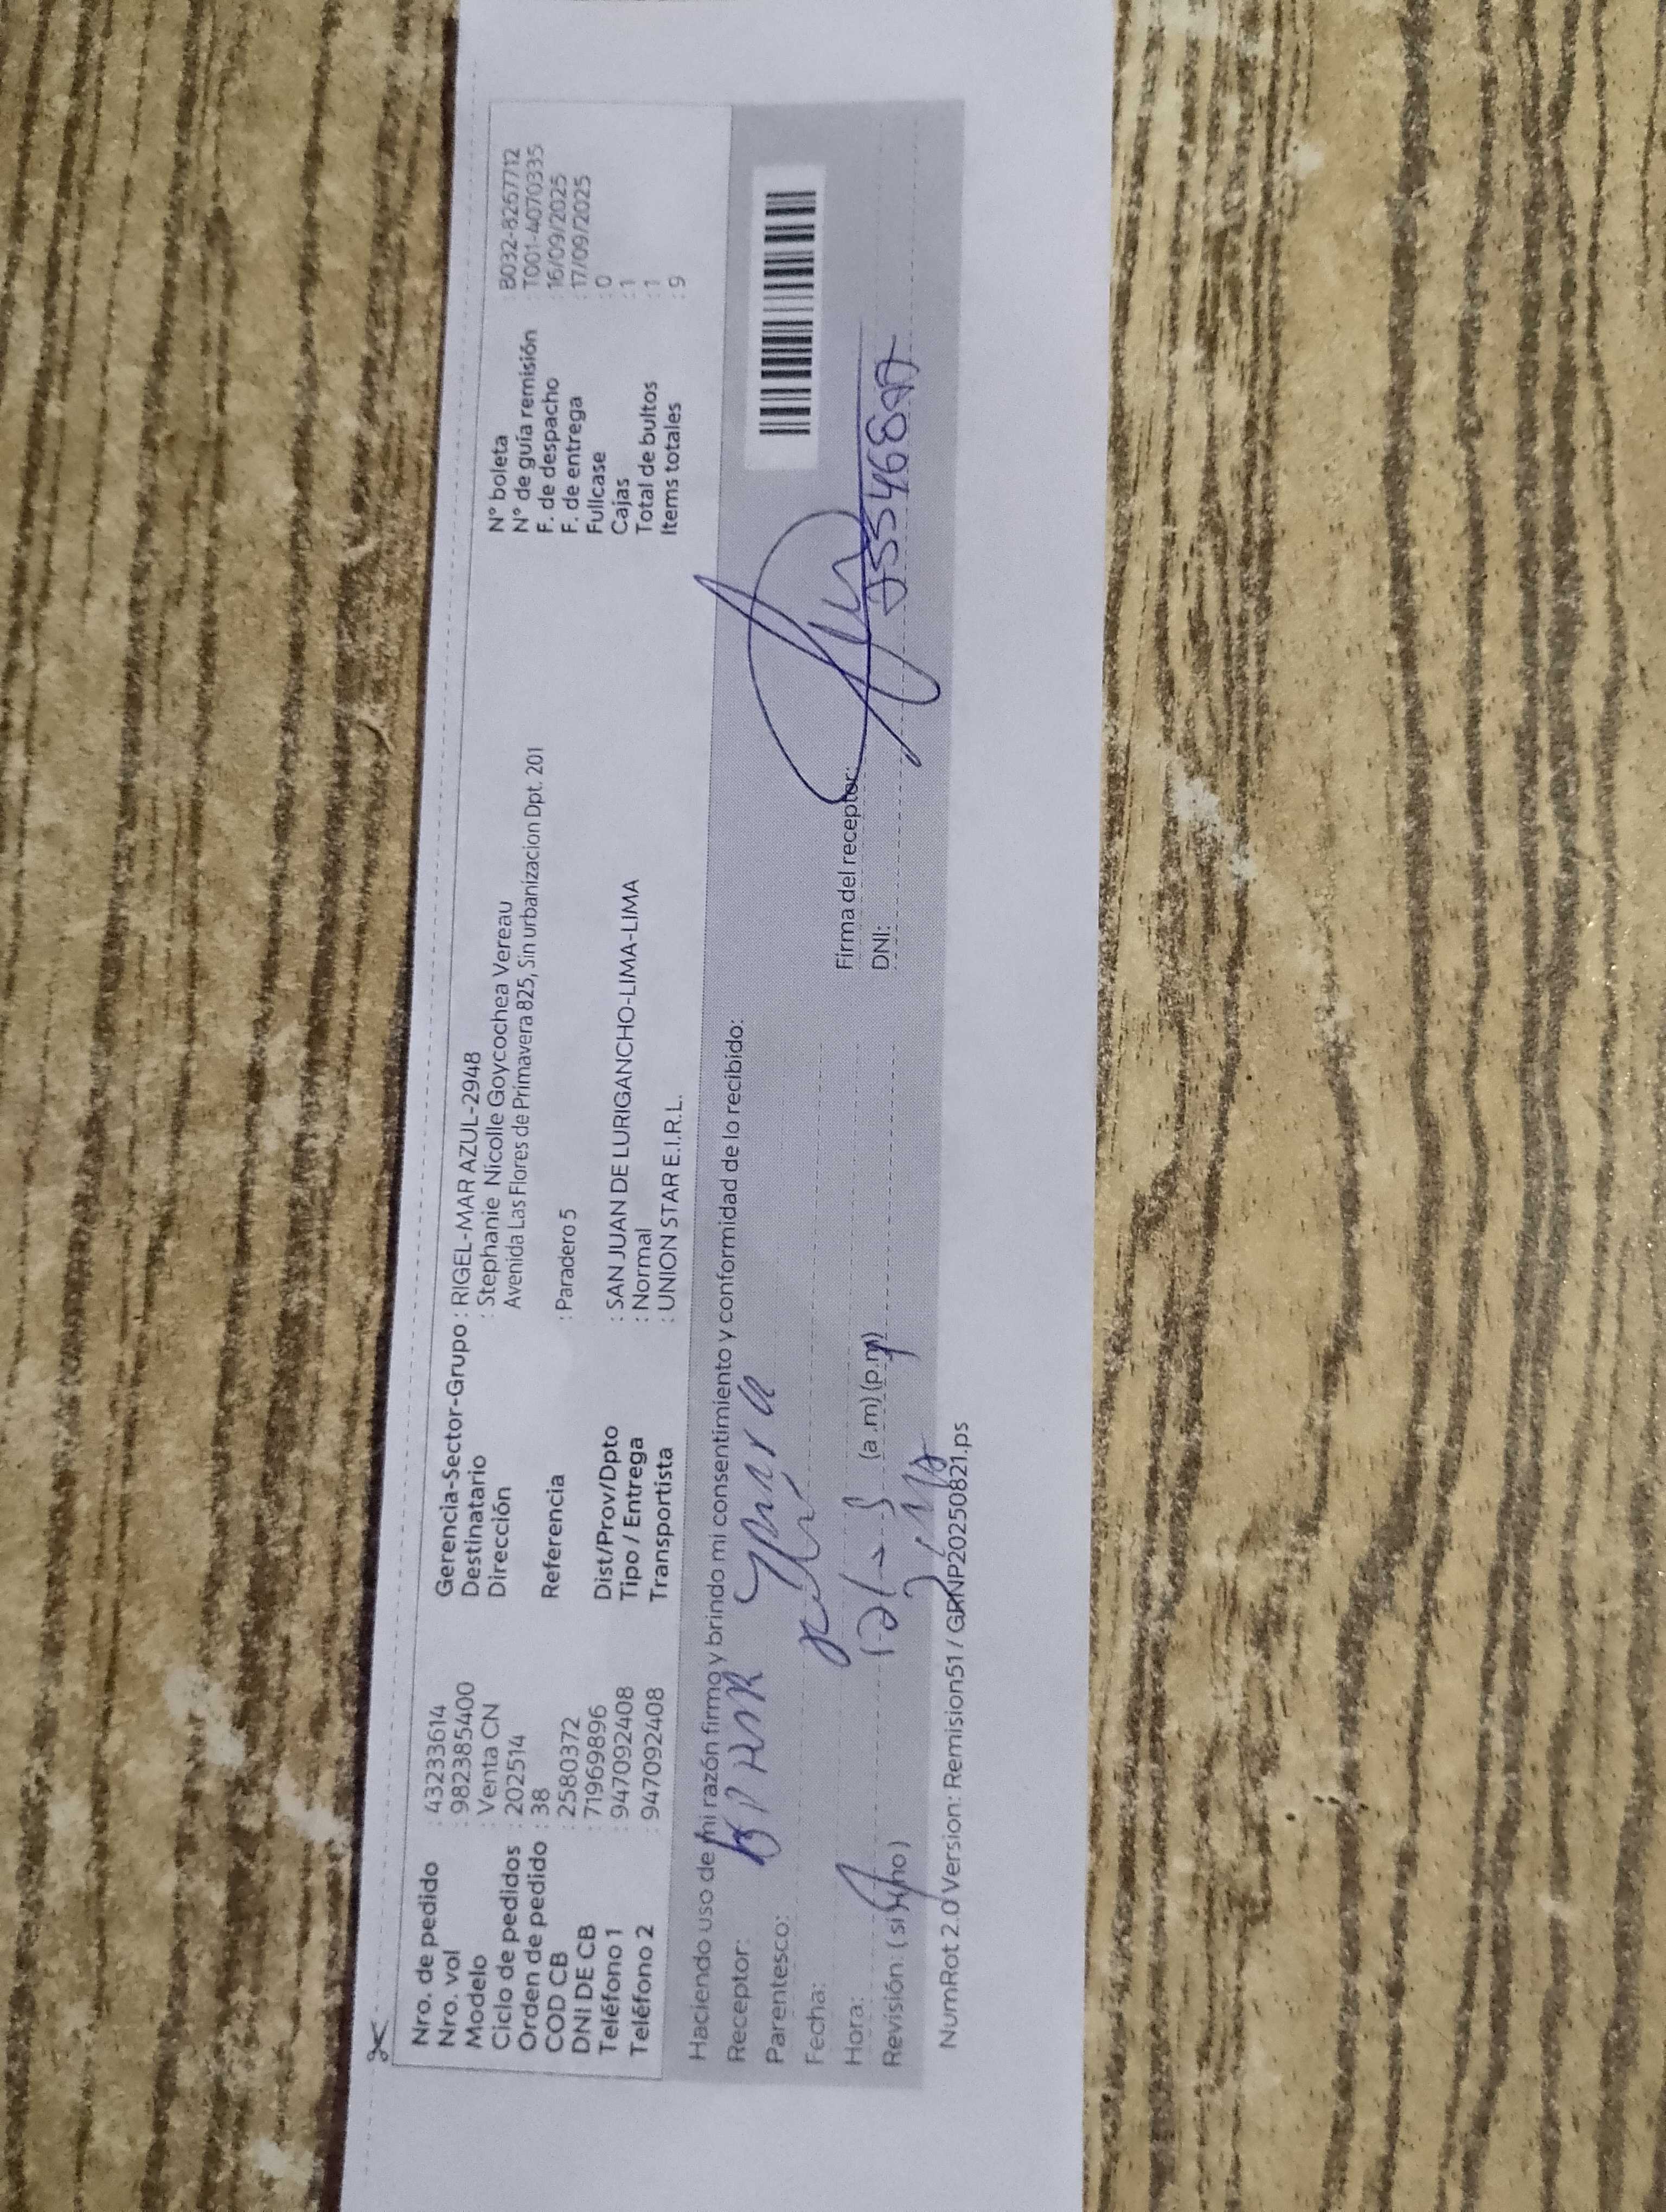 Nro. de pedido : 43233614
Nro. vol : 982385400
Modelo : Venta CN
Ciclo de pedidos : 202514
Orden de pedido : 38
COD CB : 2580372
DNI DE CB : 71969896
Teléfono 1 : 947092408
Teléfono 2 : 947092408
Gerencia-Sector-Grupo : RIGEL-MAR AZUL-2948
Destinatario : Stephanie Nicolle Goycochea Vereau
Dirección Avenida Las Flores de Primavera 825, Sin urbanizacion Dpt. 201
Referencia : Paradero 5
Dist/Prov/Dpto : SAN JUAN DE LURIGANCHO-LIMA-LIMA
Tipo / Entrega : Normal
Transportista : UNION STAR E.I.R.L.
N° boleta B032-8267712
N° de guía remisión : T001-4070335
F. de despacho : 16/09/2025
F. de entrega : 17/09/2025
Fullcase : 0
Cajas : 1
Total de bultos : 1
Items totales : 9
Haciendo uso de mi razón firmo y brindo mi consentimiento y conformidad de lo recibido:
Receptor:
Parentesco:
Fecha:
Hora: (a.m) (p.m)
Revisión: ( si ) ( no )
Firma del receptor:
DNI:
NumRot 2.0 Version: Remision51 / GRNP20250821.ps